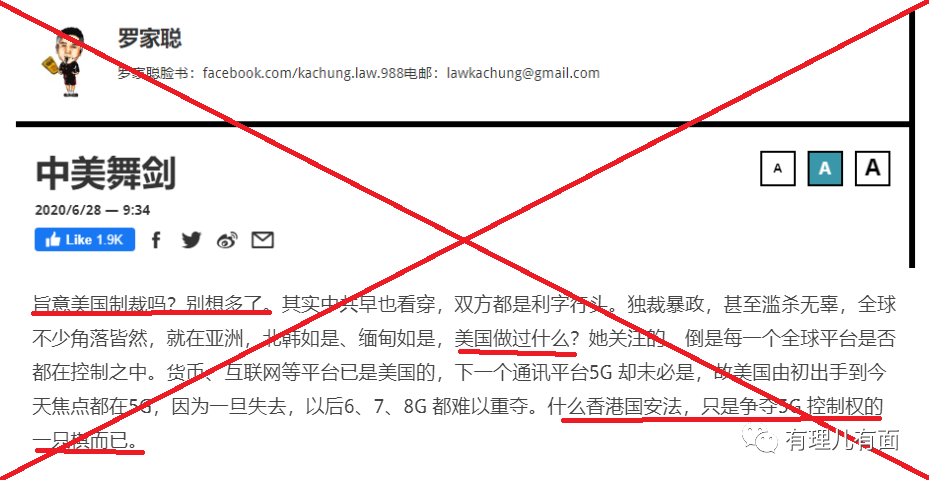 罗家聪
罗家聪脸书：facebook.com/kachung.law.988电邮：lawkachung@gmail.com
中美舞剑
A A A
2020/6/28 — 9:34
Like 1.9K
旨意美国制裁吗？别想多了。其实中共早也看穿，双方都是利字行头。独裁暴政，甚至滥杀无辜，全球
不少角落皆然，就在亚洲，北韩如是、缅甸如是，美国做过什么？她关注的，倒是每一个全球平台是否
都在控制之中。货币、互联网等平台已是美国的，下一个通讯平台5G 却未必是，故美国由初出手到今
天焦点都在5G，因为一旦失去，以后6、7、8G 都难以重夺。什么香港国安法，只是争夺5G 控制权的
一只棋而已。
有理儿有面